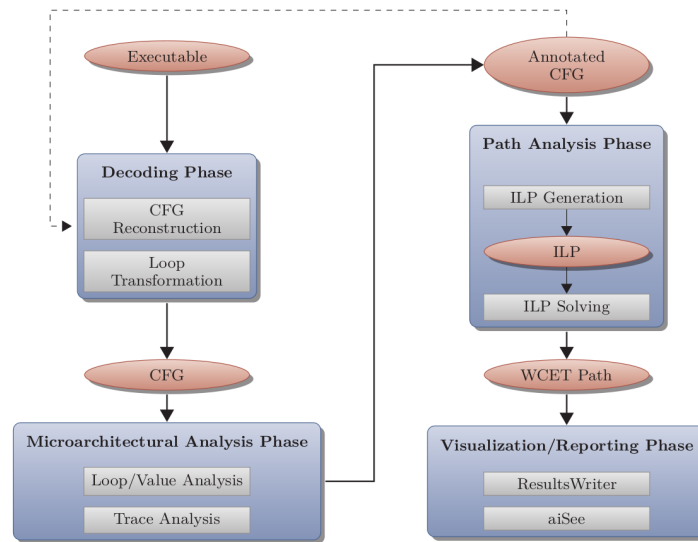 Executable
Decoding Phase
CFG
Reconstruction
Loop
Transformation
CFG
Microarchitectural Analysis Phase
Loop/Value Analysis
Trace Analysis
Annotated
CFG
Path Analysis Phase
ILP Generation
ILP
ILP Solving
WCET Path
Visualization/Reporting Phase
ResultsWriter
aiSee